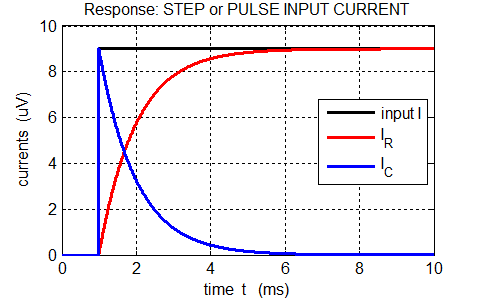 Response: STEP or PULSE INPUT CURRENT
10
8
6
4
2
0
currents (uV)
input I
I_R
I_C
0 2 4 6 8 10
time t (ms)